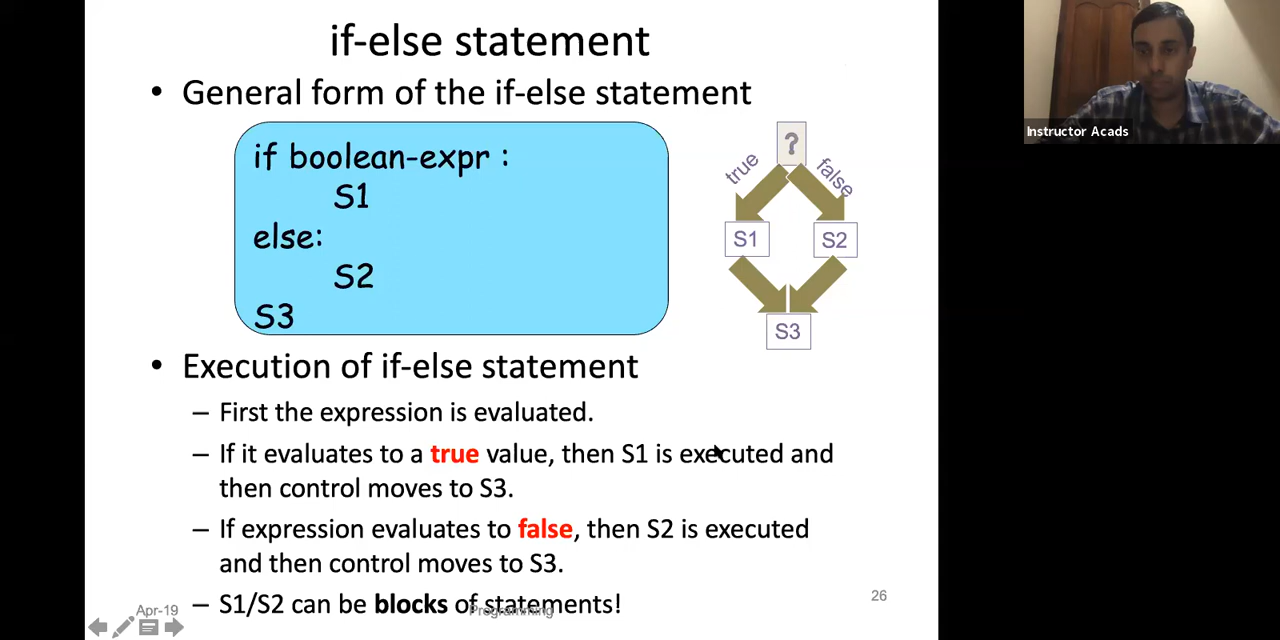 if-else statement
• General form of the if-else statement
if boolean-expr :
S1
else:
S2
S3
?
true
false
S1
S2
S3
• Execution of if-else statement
– First the expression is evaluated.
– If it evaluates to a true value, then S1 is executed and
then control moves to S3.
– If expression evaluates to false, then S2 is executed
and then control moves to S3.
– S1/S2 can be blocks of statements!
Apr-19
Programming
26
Instructor Acads